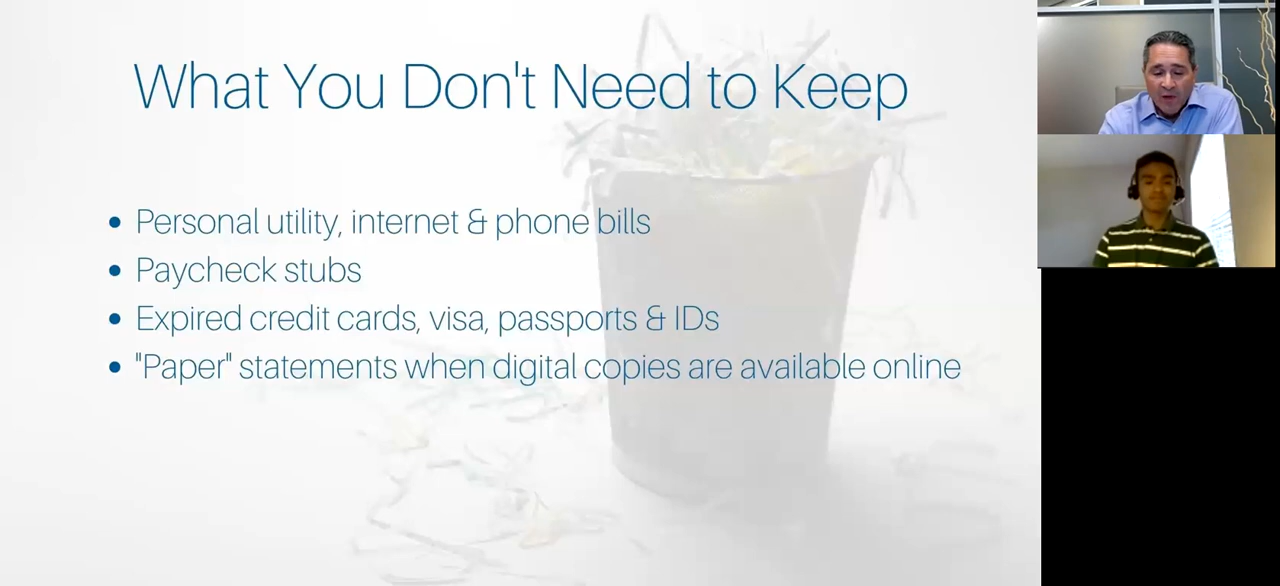 What You Don't Need to Keep
• Personal utility, internet & phone bills
• Paycheck stubs
• Expired credit cards, visa, passports & IDs
• "Paper" statements when digital copies are available online